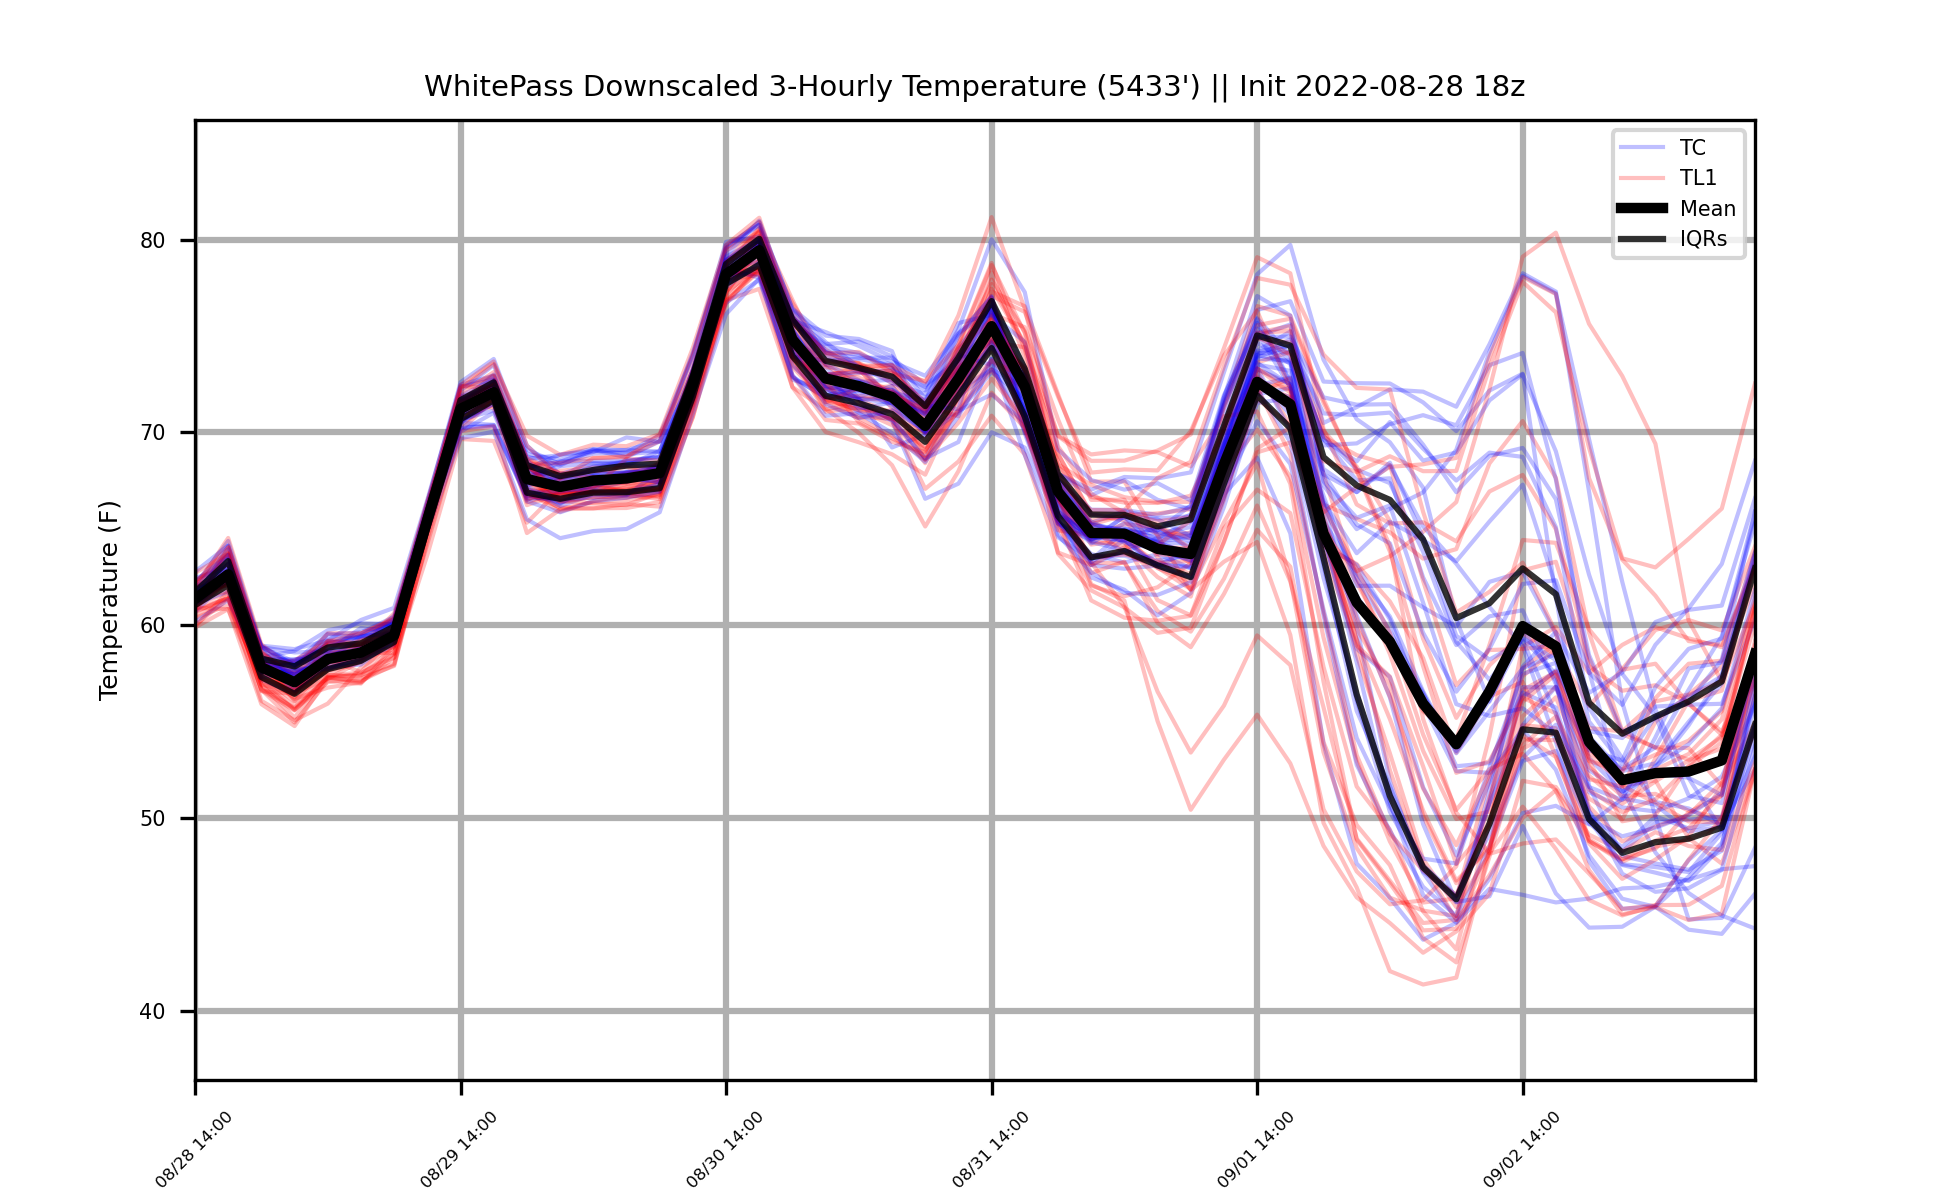 WhitePass Downscaled 3-Hourly Temperature (5433') || Init 2022-08-28 18z
TC
TL1
Mean
IQRs
Temperature (F)
80
70
60
50
40
08/28 14:00
08/29 14:00
08/30 14:00
08/31 14:00
09/01 14:00
09/02 14:00